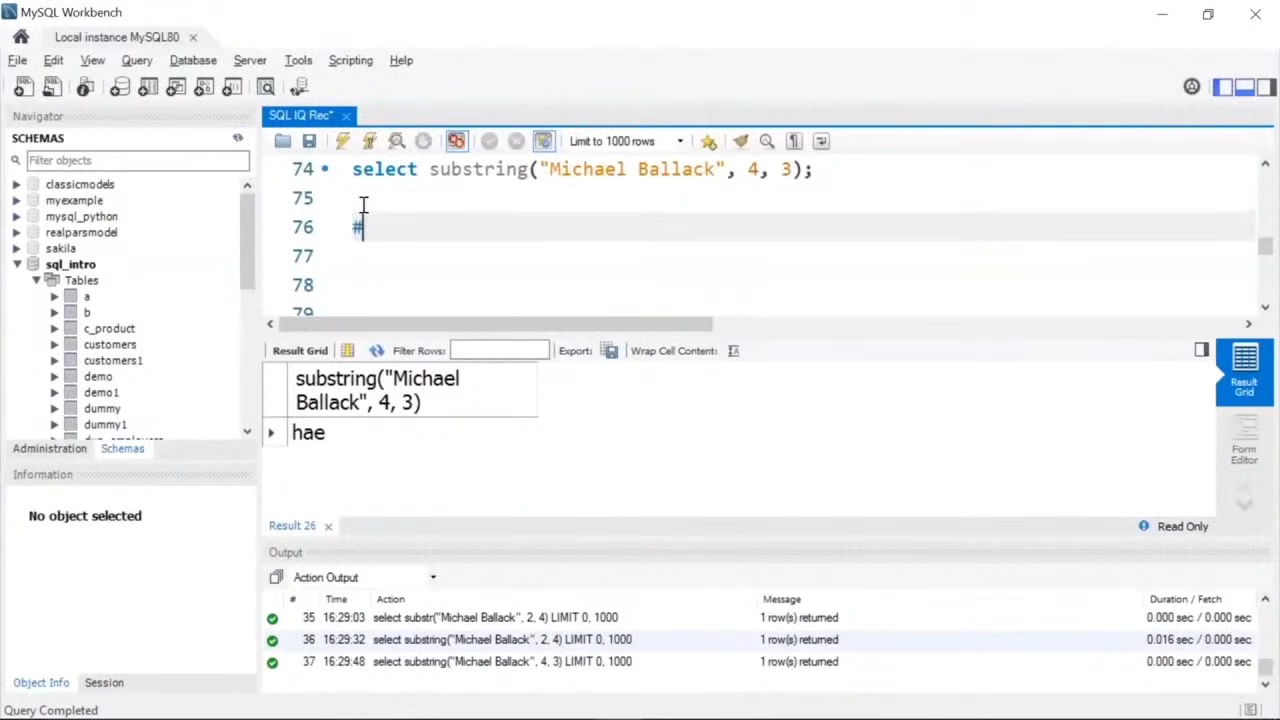 MySQL Workbench
Local instance MySQL80
File Edit View Query Database Server Tools Scripting Help
Navigator
SCHEMAS
Filter objects
classicmodels
myexample
mysql_python
realparsmodel
sakila
sql_intro
Tables
a
b
c_product
customers
customers1
demo
demo1
dummy
dummy1
Administration Schemas
Information
No object selected
Object Info Session
Query Completed
SQL IQ Rec*
Limit to 1000 rows
74 select substring("Michael Ballack", 4, 3);
75
76 #
77
78
79
Result Grid Filter Rows: Export: Wrap Cell Content:
substring("Michael
Ballack", 4, 3)
hae
Result
Grid
Form
Editor
Result 26 Read Only
Output
Action Output
# Time Action Message Duration / Fetch
35 16:29:03 select substr("Michael Ballack", 2, 4) LIMIT 0, 1000 1 row(s) returned 0.000 sec / 0.000 sec
36 16:29:32 select substring("Michael Ballack", 2, 4) LIMIT 0, 1000 1 row(s) returned 0.016 sec / 0.000 sec
37 16:29:48 select substring("Michael Ballack", 4, 3) LIMIT 0, 1000 1 row(s) returned 0.000 sec / 0.000 sec